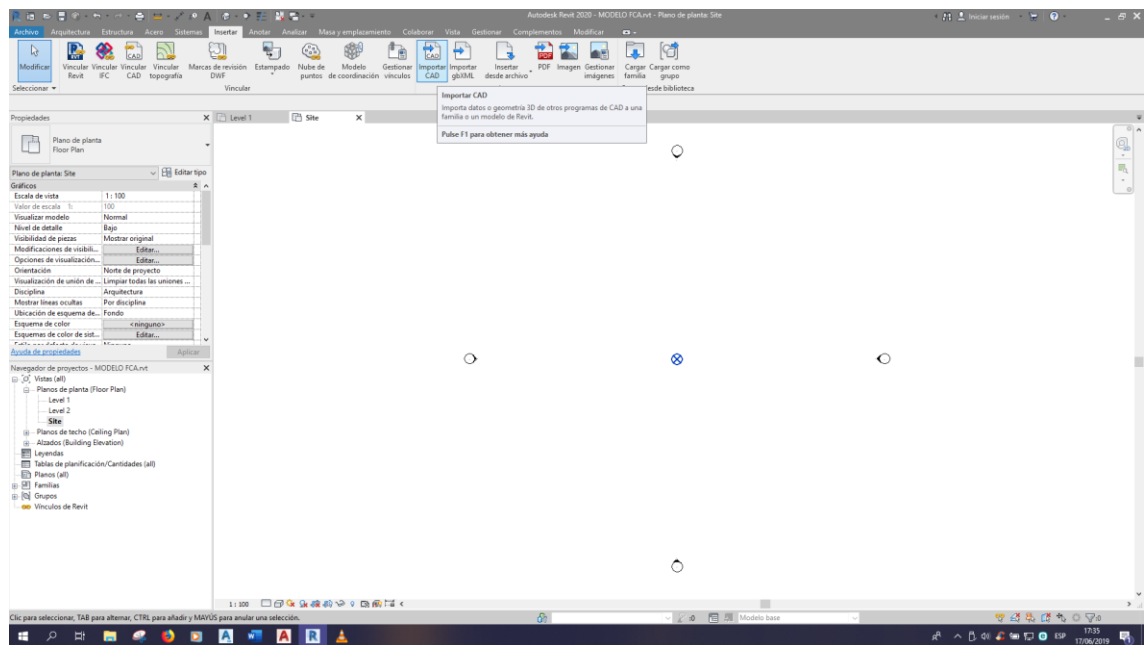 Autodesk Revit 2020 - MODELO FCA.rvt - Plano de planta: Site
Iniciar sesión
Archivo Arquitectura Estructura Acero Sistemas Insertar Anotar Analizar Masa y emplazamiento Colaborar Vista Gestionar Complementos Modificar
Modificar
Vincular Revit
Vincular IFC
Vincular CAD
Vincular topografía
Marcas de revisión DWF
Estampado
Nube de puntos
Modelo de coordinación
Gestionar vínculos
Importar CAD
Importar gbXML
Insertar desde archivo
PDF
Imagen
Gestionar imágenes
Cargar familia
Cargar como grupo
Seleccionar
Vincular
desde biblioteca
Importar CAD
Importa datos o geometría 3D de otros programas de CAD a una
familia o un modelo de Revit.
Pulse F1 para obtener más ayuda
Propiedades
Level 1
Site
Plano de planta
Floor Plan
Plano de planta: Site
Editar tipo
Gráficos
Escala de vista 1 : 100
Valor de escala 1: 100
Visualizar modelo Normal
Nivel de detalle Bajo
Visibilidad de piezas Mostrar original
Modificaciones de visibili... Editar...
Opciones de visualización... Editar...
Orientación Norte de proyecto
Visualización de unión de ... Limpiar todas las uniones ...
Disciplina Arquitectura
Mostrar líneas ocultas Por disciplina
Ubicación de esquema de... Fondo
Esquema de color <ninguno>
Esquemas de color de sist... Editar...
Ayuda de propiedades
Aplicar
Navegador de proyectos - MODELO FCA.rvt
Vistas (all)
Planos de planta (Floor Plan)
Level 1
Level 2
Site
Planos de techo (Ceiling Plan)
Alzados (Building Elevation)
Leyendas
Tablas de planificación/Cantidades (all)
Planos (all)
Familias
Grupos
Vínculos de Revit
1 : 100
Clic para seleccionar, TAB para alternar, CTRL para añadir y MAYÚS para anular una selección.
:0
Modelo base
:0
ESP
17:35
17/06/2019